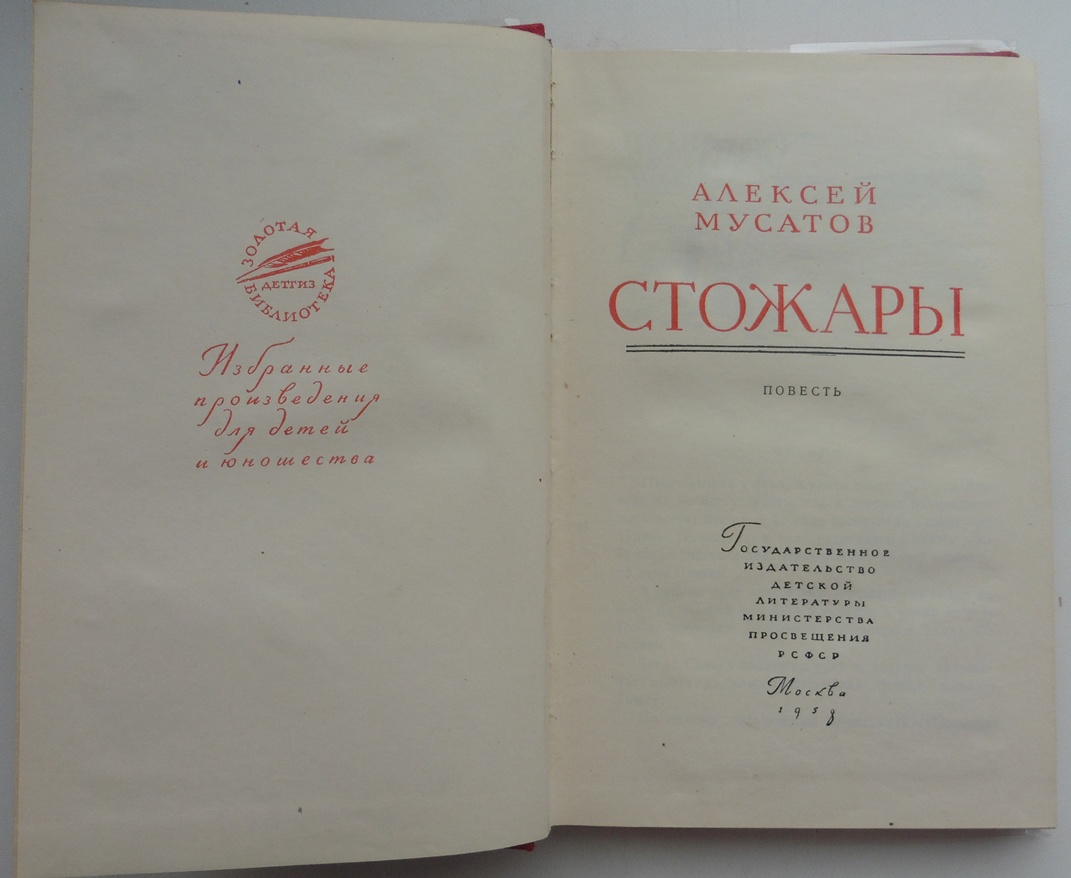 ЗОЛОТАЯ
БИБЛИОТЕКА
ДЕТГИЗ
Избранные
произведения
для детей
и юношества
АЛЕКСЕЙ
МУСАТОВ
СТОЖАРЫ
ПОВЕСТЬ
ГОСУДАРСТВЕННОЕ
ИЗДАТЕЛЬСТВО
ДЕТСКОЙ
ЛИТЕРАТУРЫ
МИНИСТЕРСТВА
ПРОСВЕЩЕНИЯ
РСФСР
Москва
1958